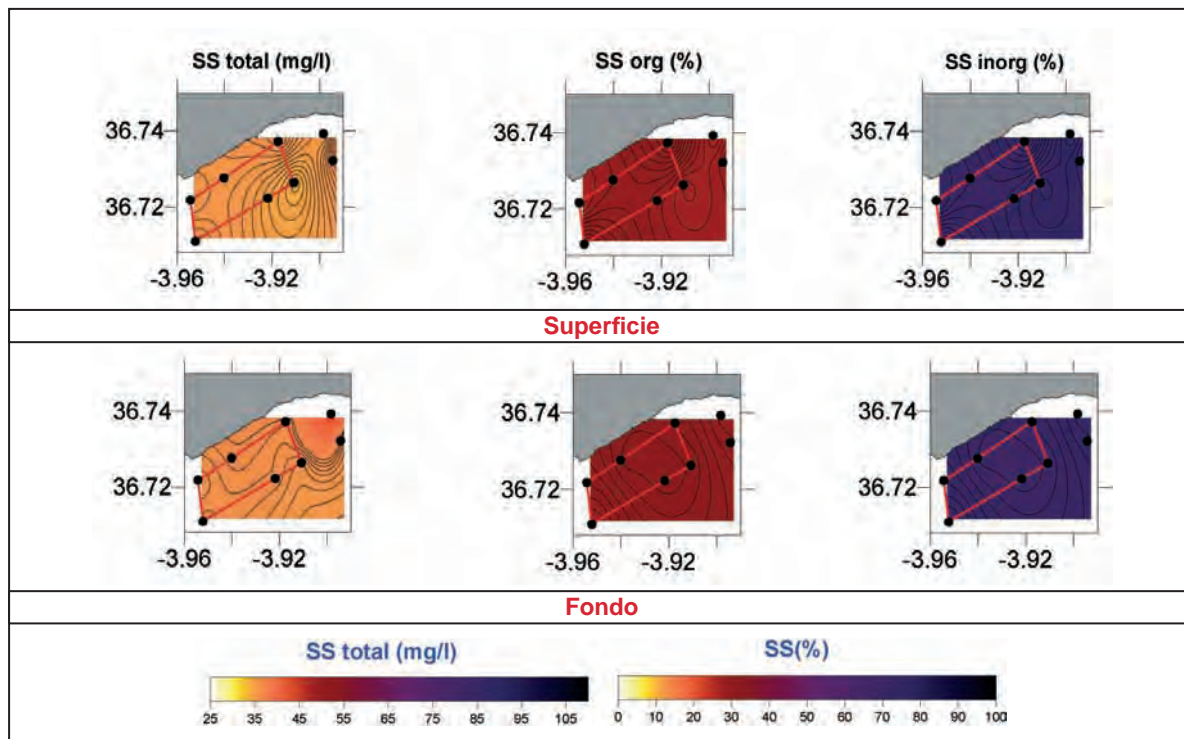 SS total (mg/l) SS org (%) SS inorg (%)
36.74 36.74 36.74
36.72 36.72 36.72
-3.96 -3.92 -3.96 -3.92 -3.96 -3.92
Superficie
36.74 36.74 36.74
36.72 36.72 36.72
-3.96 -3.92 -3.96 -3.92 -3.96 -3.92
Fondo
SS total (mg/l) SS(%)
25 35 45 55 65 75 85 95 105 0 10 20 30 40 50 60 70 80 90 100